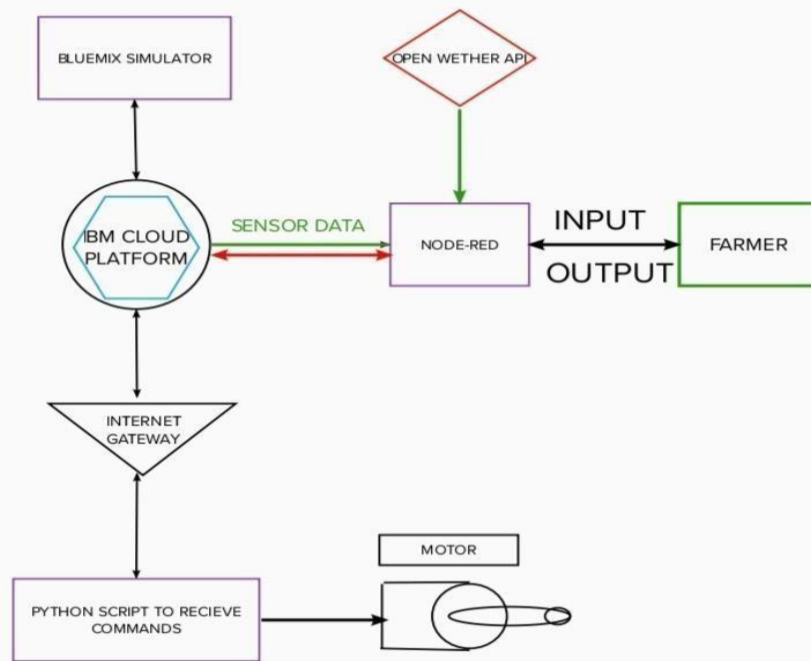 BLUEMIX SIMULATOR
OPEN WETHER API
IBM CLOUD
PLATFORM
SENSOR DATA
NODE-RED
INPUT
OUTPUT
FARMER
INTERNET
GATEWAY
MOTOR
PYTHON SCRIPT TO RECIEVE
COMMANDS